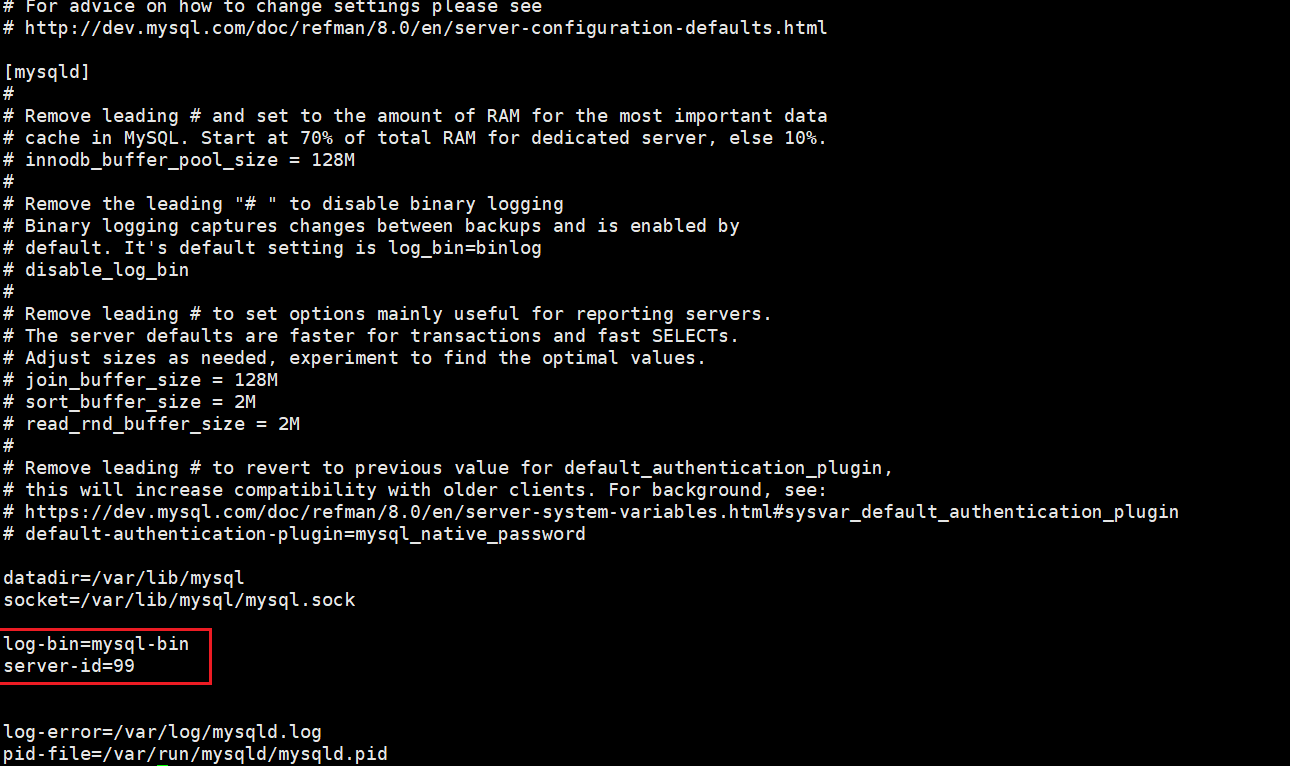 # For advice on how to change settings please see
# http://dev.mysql.com/doc/refman/8.0/en/server-configuration-defaults.html
[mysqld]
#
# Remove leading # and set to the amount of RAM for the most important data
# cache in MySQL. Start at 70% of total RAM for dedicated server, else 10%.
# innodb_buffer_pool_size = 128M
#
# Remove the leading "# " to disable binary logging
# Binary logging captures changes between backups and is enabled by
# default. It's default setting is log_bin=binlog
# disable_log_bin
#
# Remove leading # to set options mainly useful for reporting servers.
# The server defaults are faster for transactions and fast SELECTs.
# Adjust sizes as needed, experiment to find the optimal values.
# join_buffer_size = 128M
# sort_buffer_size = 2M
# read_rnd_buffer_size = 2M
#
# Remove leading # to revert to previous value for default_authentication_plugin,
# this will increase compatibility with older clients. For background, see:
# https://dev.mysql.com/doc/refman/8.0/en/server-system-variables.html#sysvar_default_authentication_plugin
# default-authentication-plugin=mysql_native_password
datadir=/var/lib/mysql
socket=/var/lib/mysql/mysql.sock
log-bin=mysql-bin
server-id=99
log-error=/var/log/mysqld.log
pid-file=/var/run/mysqld/mysqld.pid